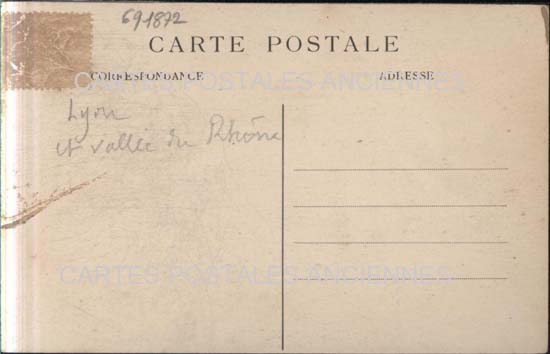 691872
CARTE POSTALE
CORRESPONDANCE
ADRESSE
CARTES POSTALES ANCIENNES
Lyon
et vallée du Rhône
CARTES POSTALES ANCIENNES